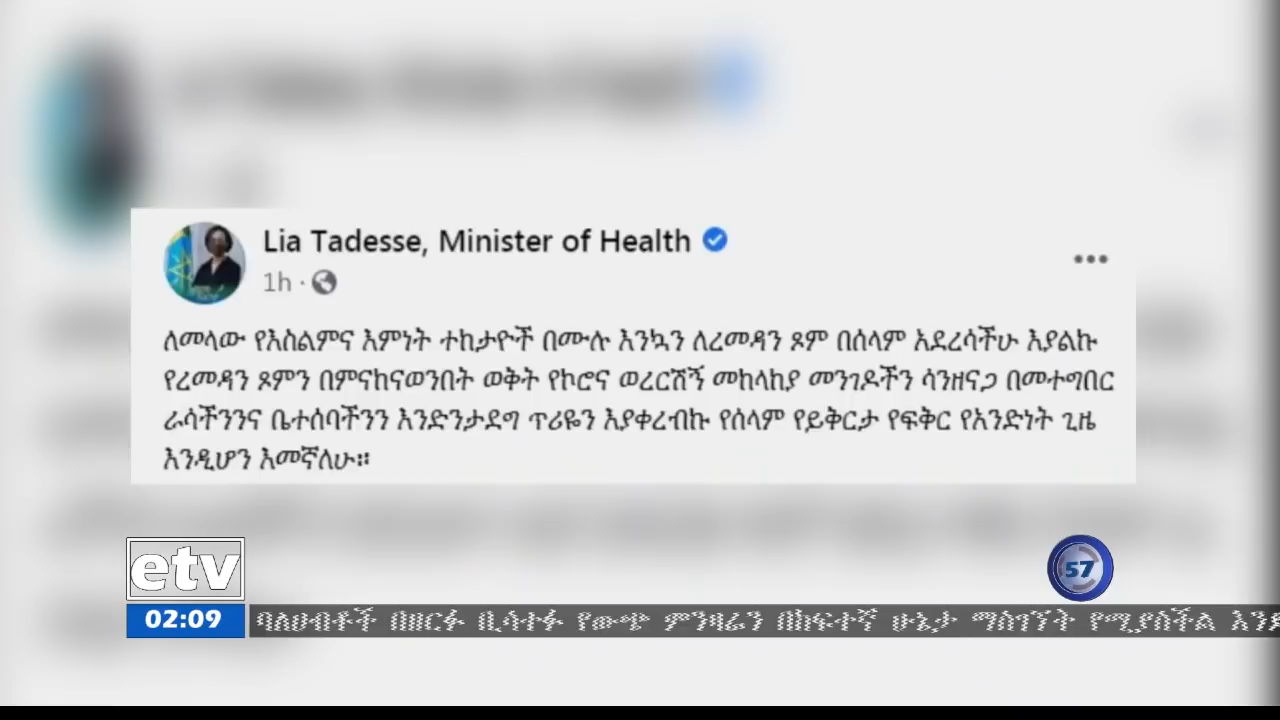 Lia Tadesse, Minister of Health
1h ·
ለመላው የእስልምና እምነት ተከታዮች በሙሉ እንኳን ለረመዳን ጾም በሰላም አደረሳችሁ እያልኩ
የረመዳን ጾምን በምናከናወንበት ወቅት የኮሮና ወረርሽኝ መከላከያ መንገዶችን ሳንዘናጋ በመተግበር
ራሳችንንና ቤተሰባችንን እንድንታደግ ጥሪዬን እያቀረብኩ የሰላም የይቅርታ የፍቅር የአንድነት ጊዜ
እንዲሆን እመኛለሁ።
etv
57
02:09
ባለሀብቶች በዘርፉ ቢሳተፉ የውጭ ምንዛሬን በከፍተኛ ሁኔታ ማስገኘት የሚያስችል